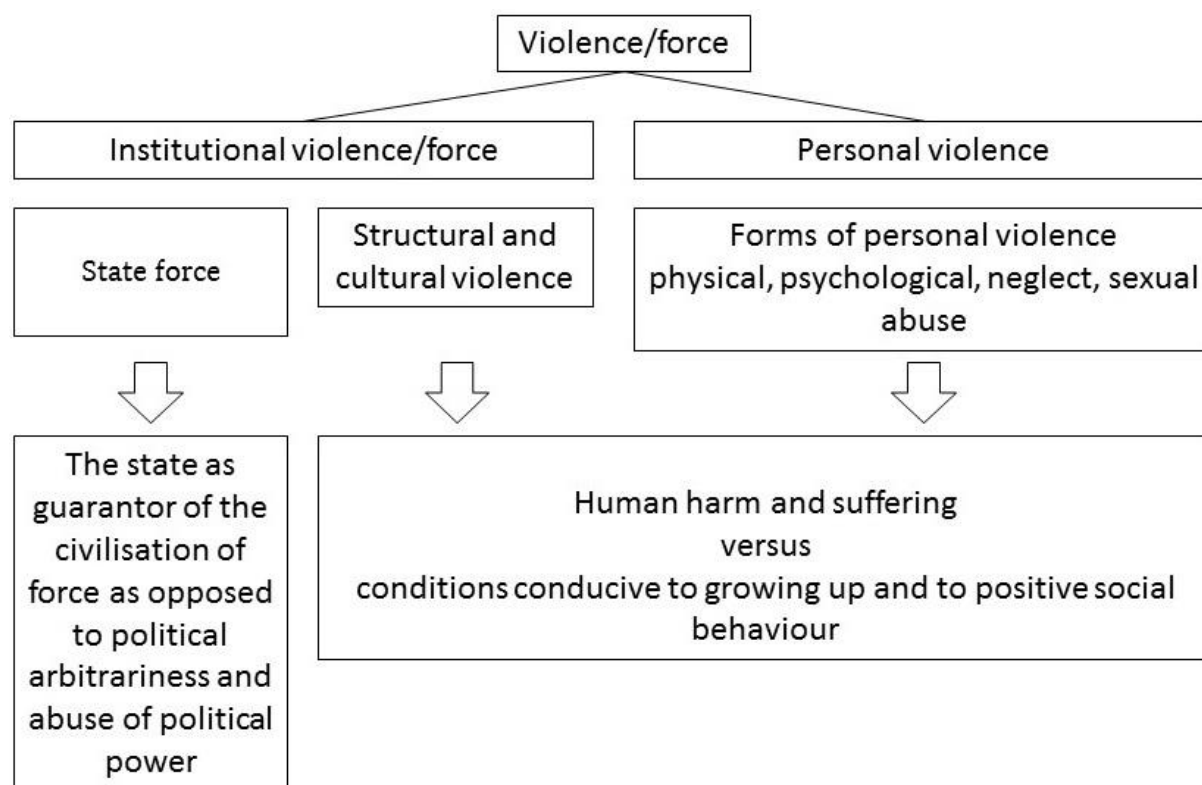 Violence/force
Institutional violence/force
Personal violence
State force
Structural and
cultural violence
Forms of personal violence
physical, psychological, neglect, sexual
abuse
The state as
guarantor of the
civilisation of
force as opposed
to political
arbitrariness and
abuse of political
power
Human harm and suffering
versus
conditions conducive to growing up and to positive social
behaviour